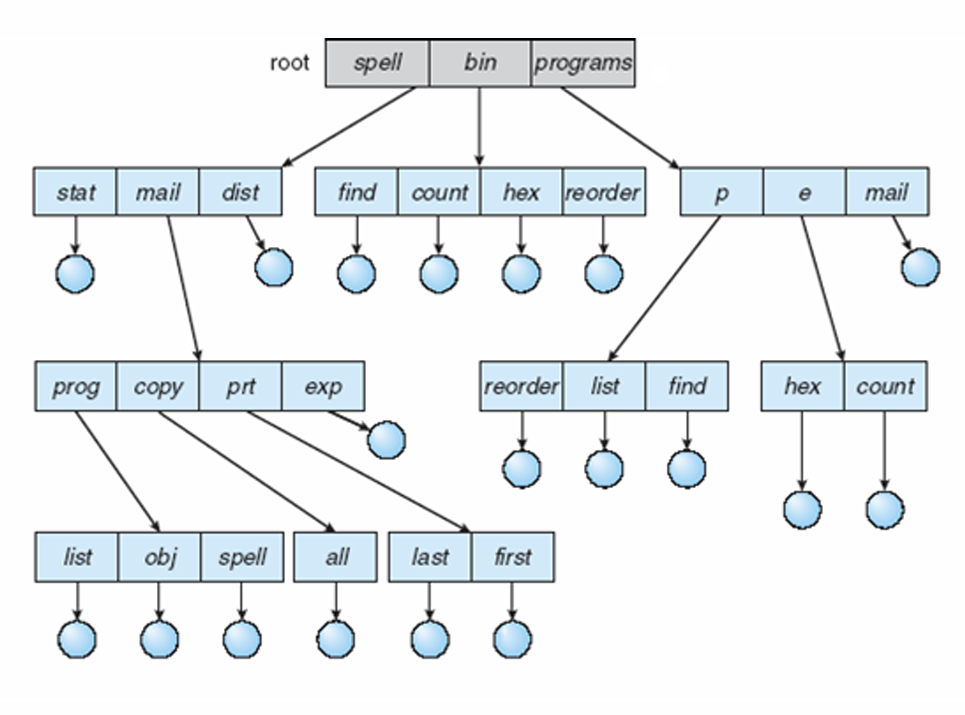 root spell bin programs
stat mail dist find count hex reorder p e mail
prog copy prt exp reorder list find hex count
list obj spell all last first